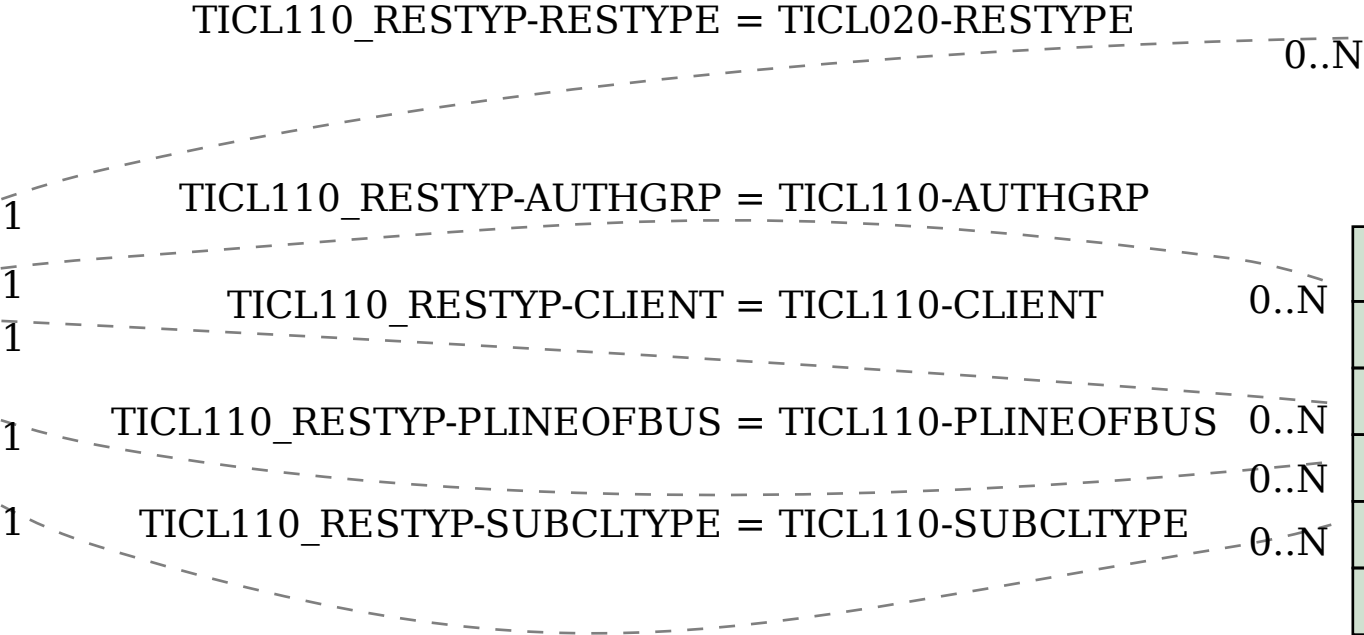 TICL110_RESTYP-RESTYPE = TICL020-RESTYPE
0..N
TICL110_RESTYP-AUTHGRP = TICL110-AUTHGRP
1
1
TICL110_RESTYP-CLIENT = TICL110-CLIENT
0..N
1
TICL110_RESTYP-PLINEOFBUS = TICL110-PLINEOFBUS
0..N
1
0..N
TICL110_RESTYP-SUBCLTYPE = TICL110-SUBCLTYPE
1
0..N